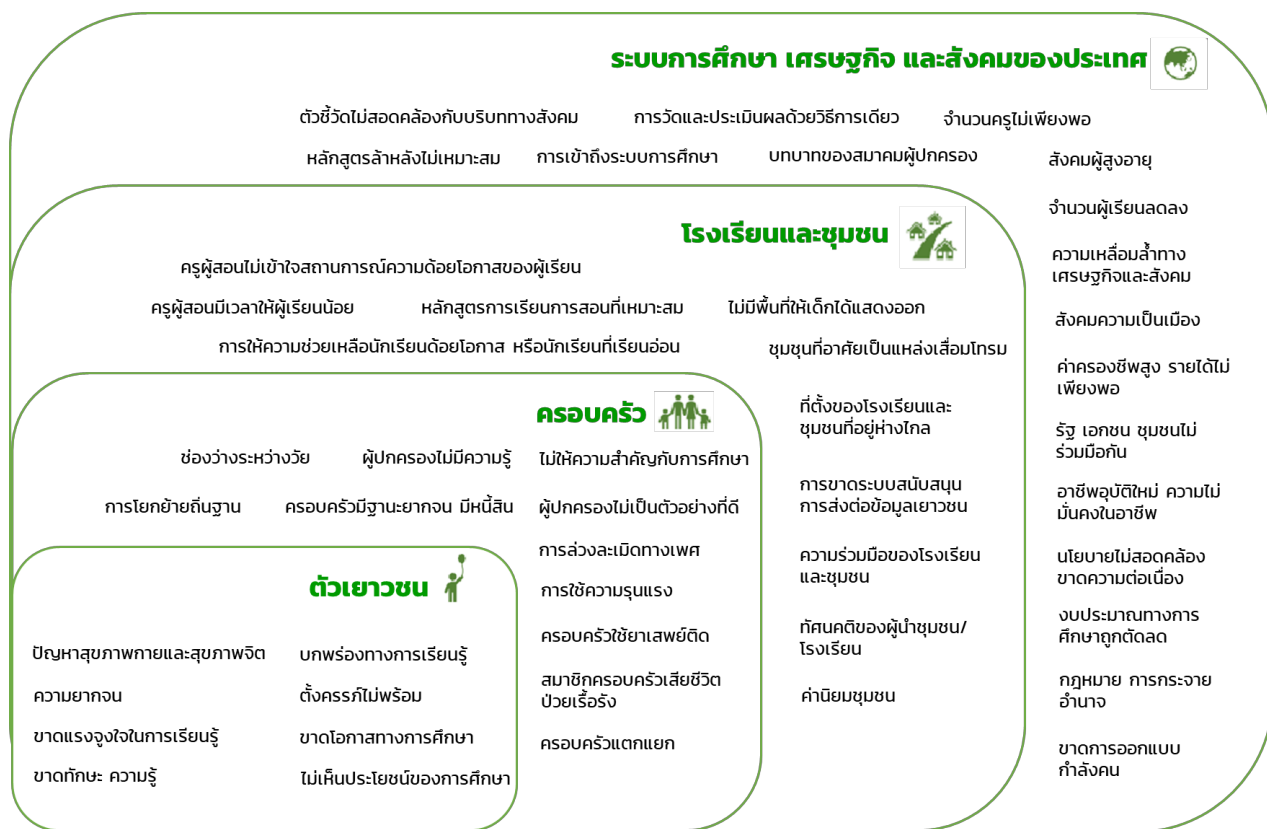 ระบบการศึกษา เศรษฐกิจ และสังคมของประเทศ
ตัวชี้วัดไม่สอดคล้องกับบริบททางสังคม
การวัดและประเมินผลด้วยวิธีการเดียว
จำนวนครูไม่เพียงพอ
หลักสูตรล้าหลังไม่เหมาะสม
การเข้าถึงระบบการศึกษา
บทบาทของสมาคมผู้ปกครอง
สังคมผู้สูงอายุ
จำนวนผู้เรียนลดลง
ความเหลื่อมล้ำทาง
เศรษฐกิจและสังคม
สังคมความเป็นเมือง
ค่าครองชีพสูง รายได้ไม่
เพียงพอ
รัฐ เอกชน ชุมชนไม่
ร่วมมือกัน
อาชีพอุบัติใหม่ ความไม่
มั่นคงในอาชีพ
นโยบายไม่สอดคล้อง
ขาดความต่อเนื่อง
งบประมาณทางการ
ศึกษาถูกตัดลด
กฎหมาย การกระจาย
อำนาจ
ขาดการออกแบบ
กำลังคน
โรงเรียนและชุมชน
ครูผู้สอนไม่เข้าใจสถานการณ์ความด้อยโอกาสของผู้เรียน
ครูผู้สอนมีเวลาให้ผู้เรียนน้อย
หลักสูตรการเรียนการสอนที่เหมาะสม
ไม่มีพื้นที่ให้เด็กได้แสดงออก
การให้ความช่วยเหลือนักเรียนด้อยโอกาส หรือนักเรียนที่เรียนอ่อน
ชุมชุนที่อาศัยเป็นแหล่งเสื่อมโทรม
ที่ตั้งของโรงเรียนและ
ชุมชนที่อยู่ห่างไกล
การขาดระบบสนับสนุน
การส่งต่อข้อมูลเยาวชน
ความร่วมมือของโรงเรียน
และชุมชน
ทัศนคติของผู้นำชุมชน/
โรงเรียน
ค่านิยมชุมชน
ครอบครัว
ช่องว่างระหว่างวัย
ผู้ปกครองไม่มีความรู้
ไม่ให้ความสำคัญกับการศึกษา
การโยกย้ายถิ่นฐาน
ครอบครัวมีฐานะยากจน มีหนี้สิน
ผู้ปกครองไม่เป็นตัวอย่างที่ดี
การล่วงละเมิดทางเพศ
การใช้ความรุนแรง
ครอบครัวใช้ยาเสพย์ติด
สมาชิกครอบครัวเสียชีวิต
ป่วยเรื้อรัง
ครอบครัวแตกแยก
ตัวเยาวชน
ปัญหาสุขภาพกายและสุขภาพจิต
บกพร่องทางการเรียนรู้
ความยากจน
ตั้งครรภ์ไม่พร้อม
ขาดแรงจูงใจในการเรียนรู้
ขาดโอกาสทางการศึกษา
ขาดทักษะ ความรู้
ไม่เห็นประโยชน์ของการศึกษา